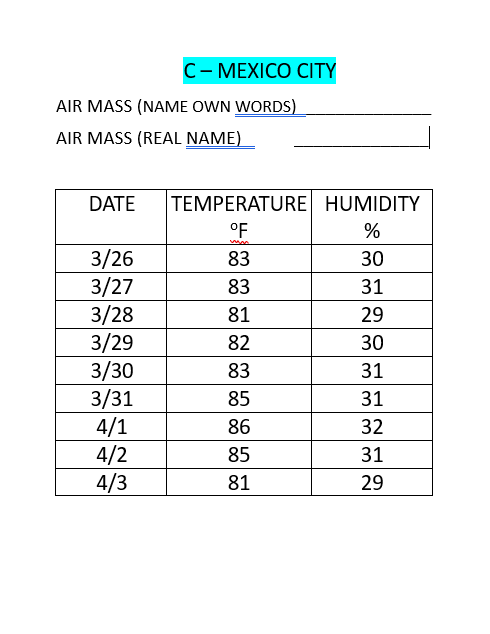 C – MEXICO CITY
AIR MASS (NAME OWN WORDS)
AIR MASS (REAL NAME)
DATE TEMPERATURE HUMIDITY
ºF %
3/26 83 30
3/27 83 31
3/28 81 29
3/29 82 30
3/30 83 31
3/31 85 31
4/1 86 32
4/2 85 31
4/3 81 29